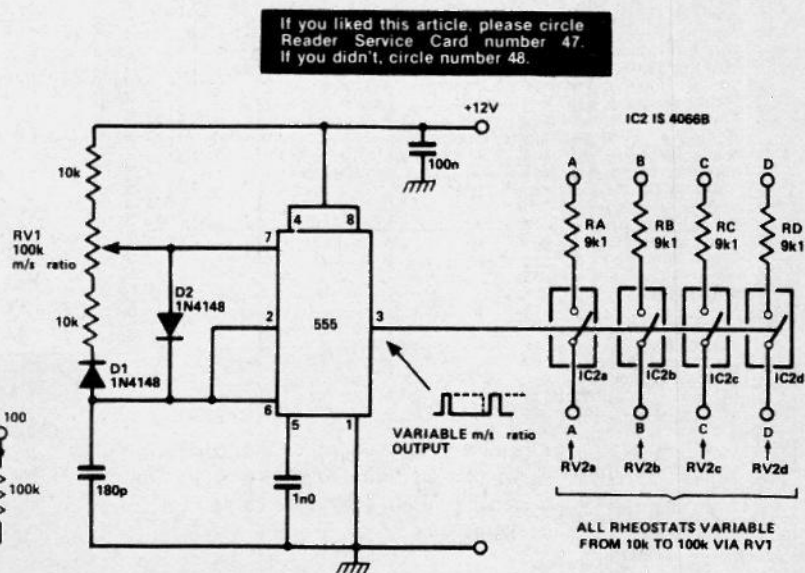 If you liked this article, please circle
Reader Service Card number 47.
If you didn't, circle number 48.
+12V
IC2 IS 4066B
100n
10k
A
B
C
D
RV1
100k
m/s ratio
RA
9k1
RB
9k1
RC
9k1
RD
9k1
4
8
7
D2
1N4148
2
555
3
10k
D1
1N4148
IC2a
IC2b
IC2c
IC2d
6
5
1
100
VARIABLE m/s ratio
OUTPUT
A
B
C
D
RV2a
RV2b
RV2c
RV2d
100k
180p
1n0
ALL RHEOSTATS VARIABLE
FROM 10k TO 100k VIA RV1